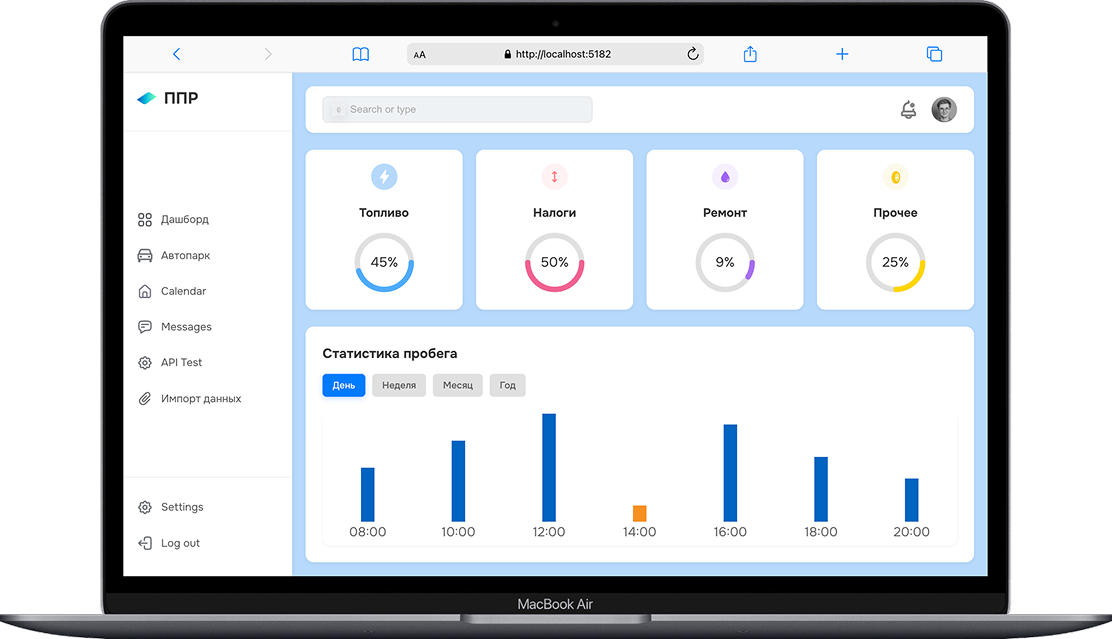 AA
http://localhost:5182
ППР
Search or type
Дашборд
Автопарк
Calendar
Messages
API Test
Импорт данных
Settings
Log out
Топливо
45%
Налоги
50%
Ремонт
9%
Прочее
25%
Статистика пробега
День
Неделя
Месяц
Год
08:00
10:00
12:00
14:00
16:00
18:00
20:00
MacBook Air